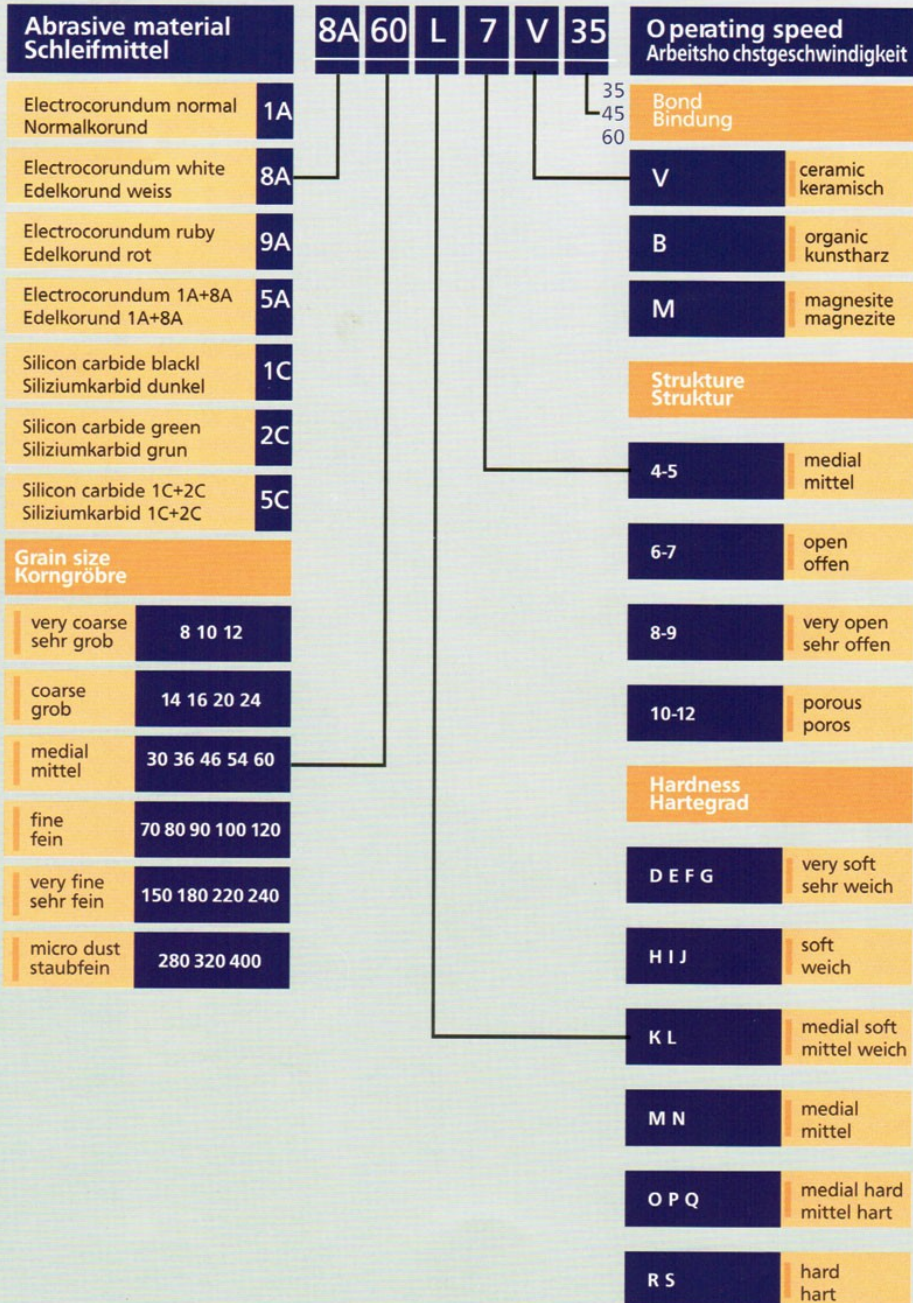 Abrasive material
Schleifmittel
8A 60 L 7 V 35
Operating speed
Arbeitsho chstgeschwindigkeit
35
45
60
Electrocorundum normal
Normalkorund
1A
Electrocorundum white
Edelkorund weiss
8A
Electrocorundum ruby
Edelkorund rot
9A
Electrocorundum 1A+8A
Edelkorund 1A+8A
5A
Silicon carbide blackl
Siliziumkarbid dunkel
1C
Silicon carbide green
Siliziumkarbid grun
2C
Silicon carbide 1C+2C
Siliziumkarbid 1C+2C
5C
Grain size
Korngröbre
very coarse
sehr grob
8 10 12
coarse
grob
14 16 20 24
medial
mittel
30 36 46 54 60
fine
fein
70 80 90 100 120
very fine
sehr fein
150 180 220 240
micro dust
staubfein
280 320 400
Bond
Bindung
V
ceramic
keramisch
B
organic
kunstharz
M
magnesite
magnezite
Strukture
Struktur
4-5
medial
mittel
6-7
open
offen
8-9
very open
sehr offen
10-12
porous
poros
Hardness
Hartegrad
D E F G
very soft
sehr weich
H I J
soft
weich
K L
medial soft
mittel weich
M N
medial
mittel
O P Q
medial hard
mittel hart
R S
hard
hart